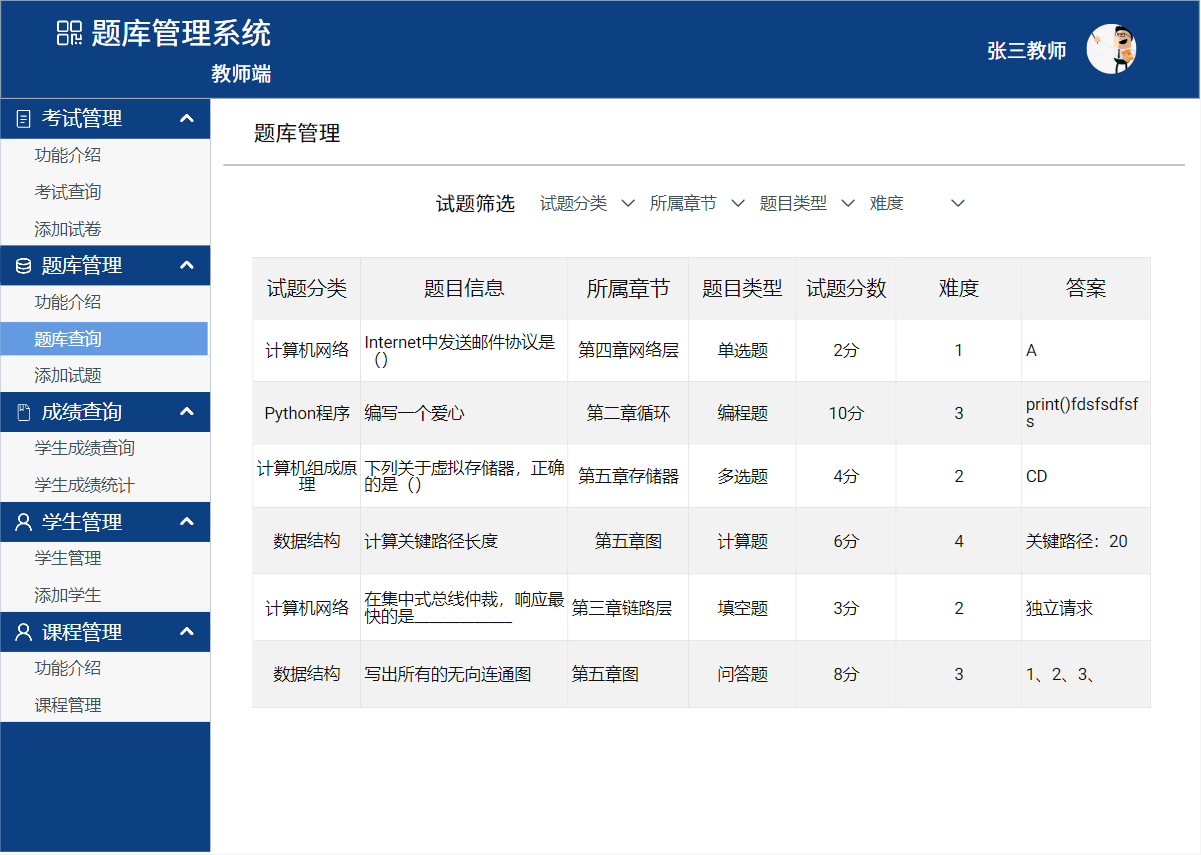 题库管理系统
教师端
张三教师
考试管理
功能介绍
考试查询
添加试卷
题库管理
功能介绍
题库查询
添加试题
成绩查询
学生成绩查询
学生成绩统计
学生管理
学生管理
添加学生
课程管理
功能介绍
课程管理
题库管理
试题筛选 试题分类 所属章节 题目类型 难度
试题分类 题目信息 所属章节 题目类型 试题分数 难度 答案
计算机网络 Internet中发送邮件协议是 第四章网络层 单选题 2分 1 A
（）
Python程序 编写一个爱心 第二章循环 编程题 10分 3 print()fdsfsdfsf
s
计算机组成原 下列关于虚拟存储器，正确 第五章存储器 多选题 4分 2 CD
理 的是（）
数据结构 计算关键路径长度 第五章图 计算题 6分 4 关键路径：20
计算机网络 在集中式总线仲裁，响应最 第三章链路层 填空题 3分 2 独立请求
快的是____________
数据结构 写出所有的无向连通图 第五章图 问答题 8分 3 1、2、3、